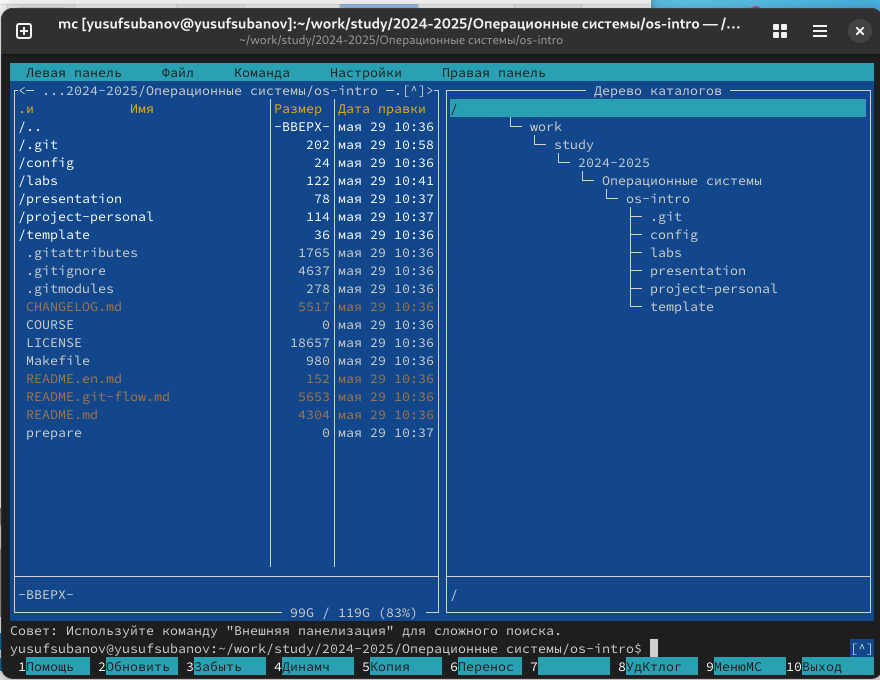 mc [yusufsubanov@yusufsubanov]:~/work/study/2024-2025/Операционные системы/os-intro — /...
~/work/study/2024-2025/Операционные системы/os-intro
Левая панель Файл Команда Настройки Правая панель
<— ...2024-2025/Операционные системы/os-intro —.[^]>
.и Имя Размер Дата правки
/.. -ВВЕРХ- мая 29 10:36
/.git 202 мая 29 10:58
/config 24 мая 29 10:36
/labs 122 мая 29 10:41
/presentation 78 мая 29 10:37
/project-personal 114 мая 29 10:37
/template 36 мая 29 10:36
.gitattributes 1765 мая 29 10:36
.gitignore 4637 мая 29 10:36
.gitmodules 278 мая 29 10:36
CHANGELOG.md 5517 мая 29 10:36
COURSE 0 мая 29 10:36
LICENSE 18657 мая 29 10:36
Makefile 980 мая 29 10:36
README.en.md 152 мая 29 10:36
README.git-flow.md 5653 мая 29 10:36
README.md 4304 мая 29 10:36
prepare 0 мая 29 10:37
-ВВЕРХ-
99G / 119G (83%)
Дерево каталогов
/
work
study
2024-2025
Операционные системы
os-intro
.git
config
labs
presentation
project-personal
template
/
Совет: Используйте команду "Внешняя панелизация" для сложного поиска.
yusufsubanov@yusufsubanov:~/work/study/2024-2025/Операционные системы/os-intro$ [^]
1Помощь 2Обновить 3Забыть 4Динамч 5Копия 6Перенос 7 8УдКтлог 9МенюMC 10Выход